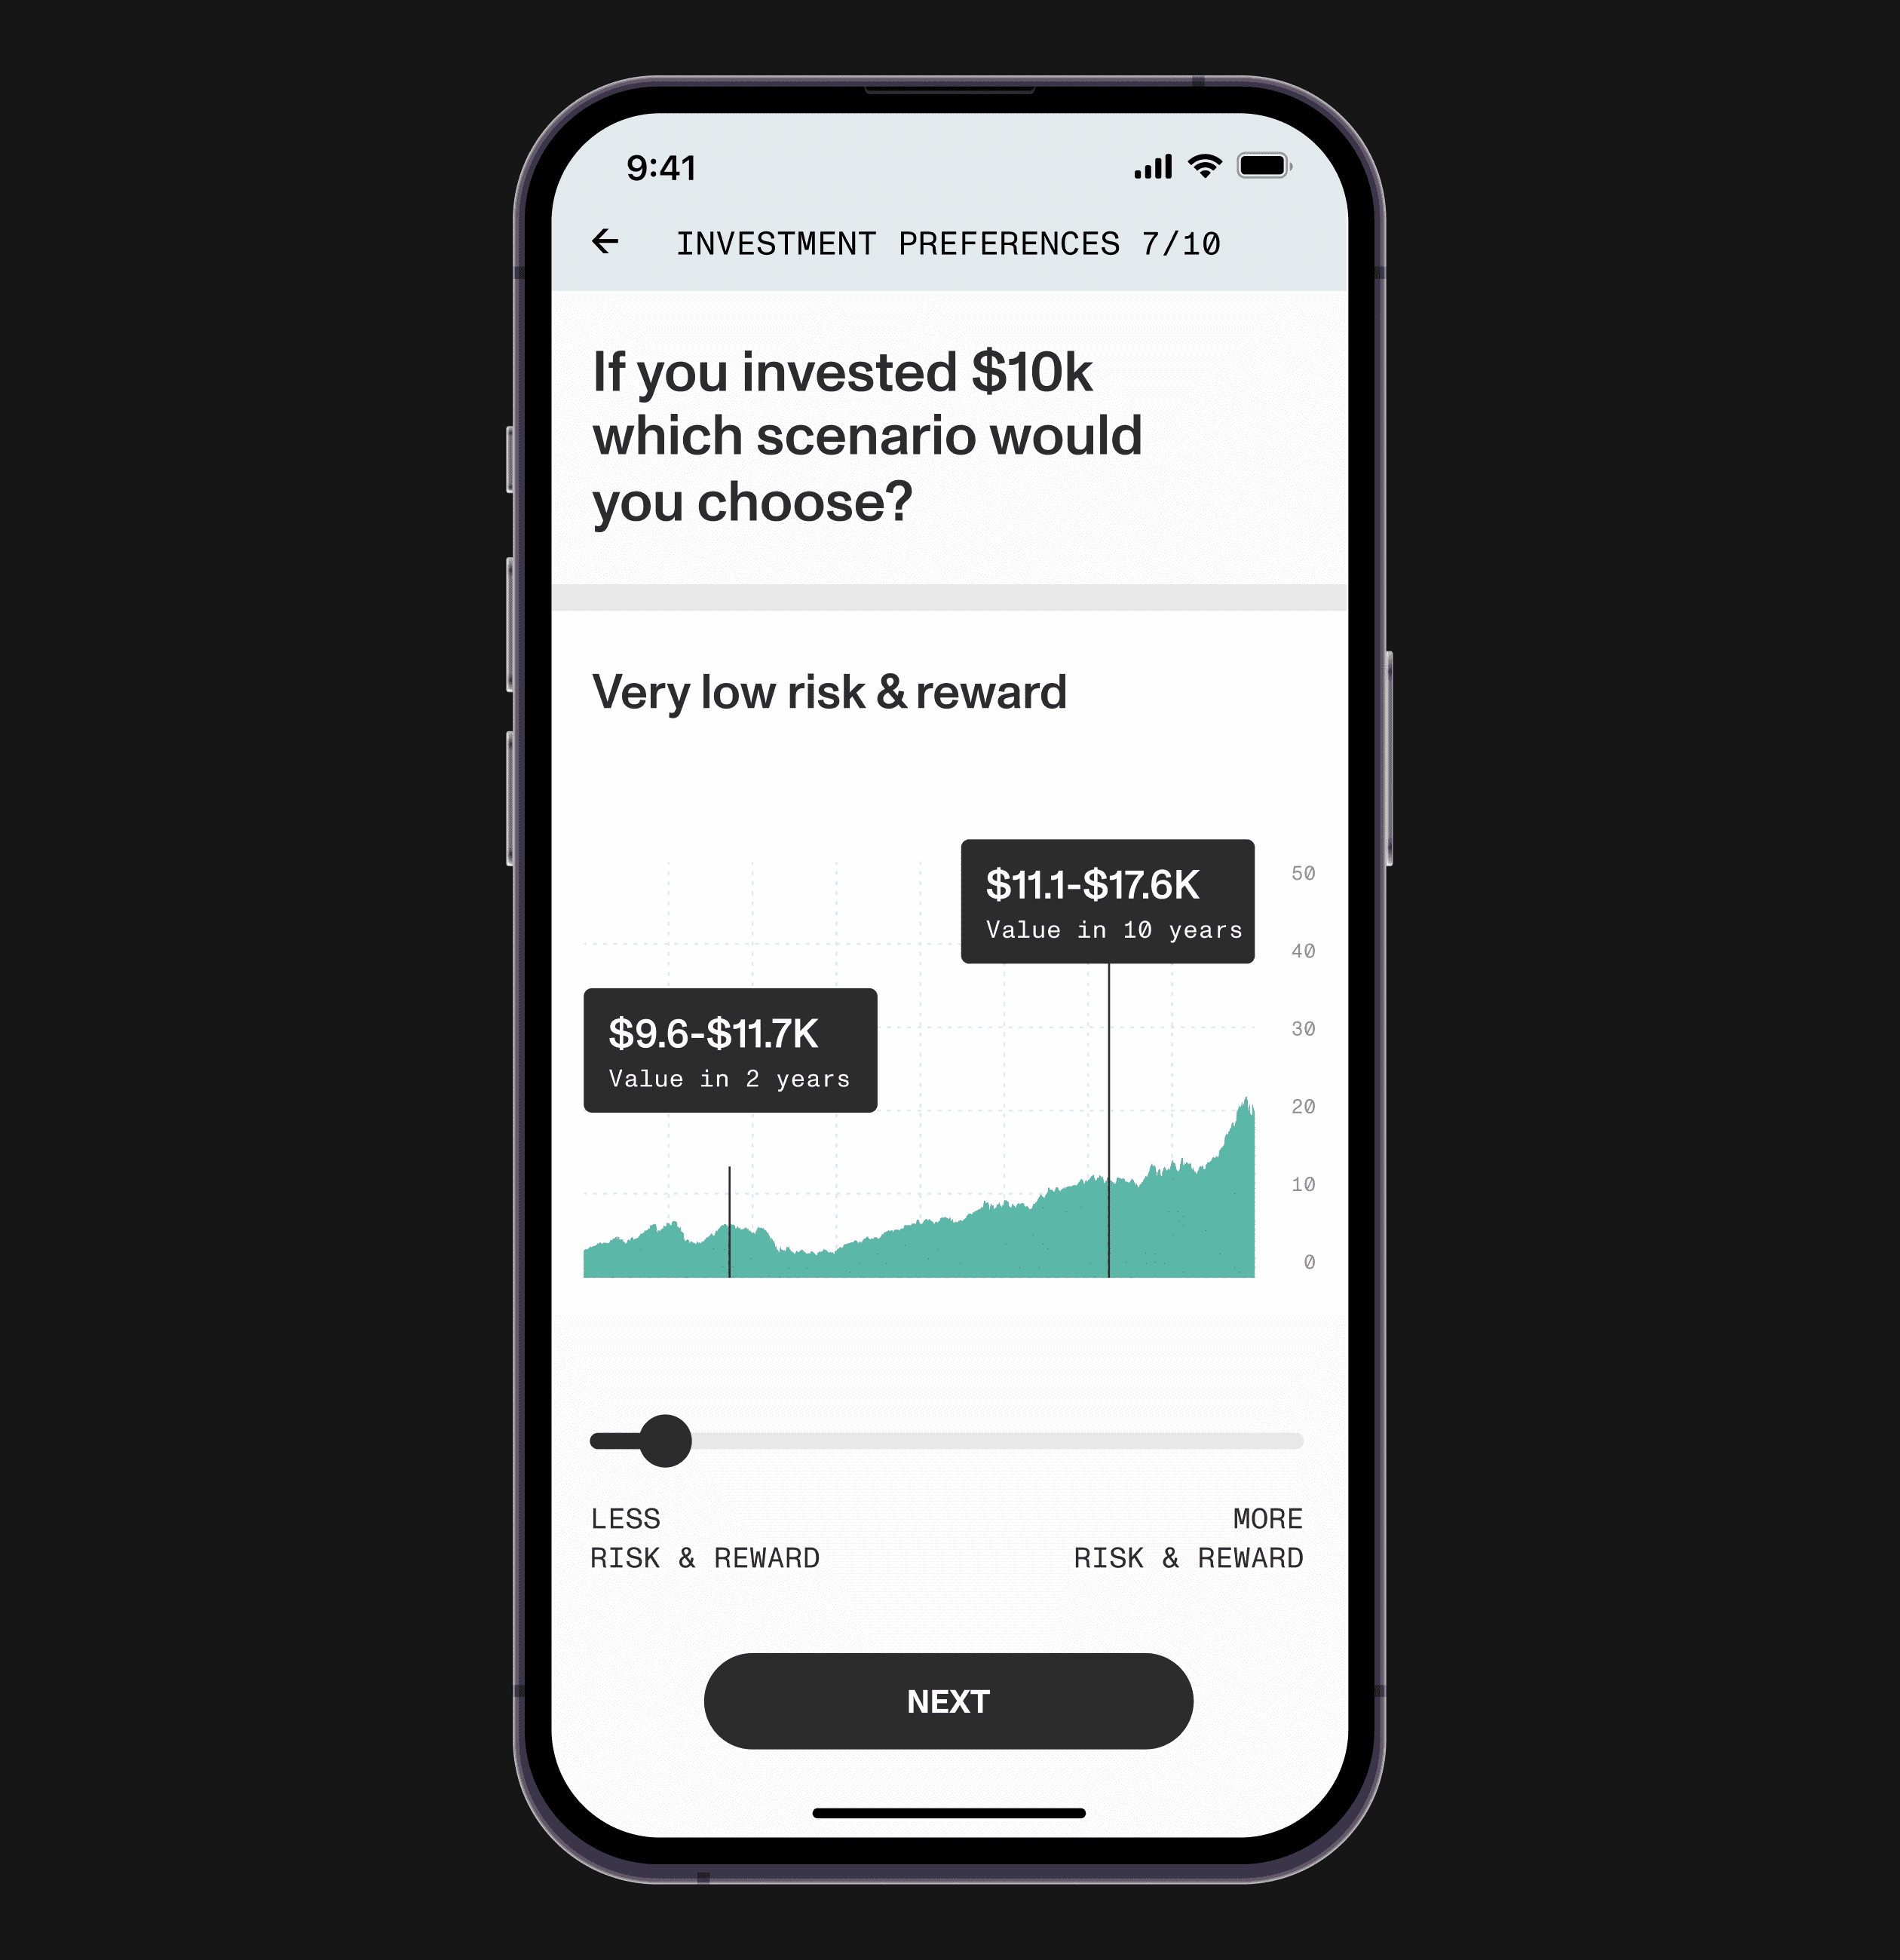 9:41
INVESTMENT PREFERENCES 7/10
If you invested $10k
which scenario would
you choose?
Very low risk & reward
$11.1-$17.6K
Value in 10 years
$9.6-$11.7K
Value in 2 years
50
40
30
20
10
0
LESS
RISK & REWARD
MORE
RISK & REWARD
NEXT